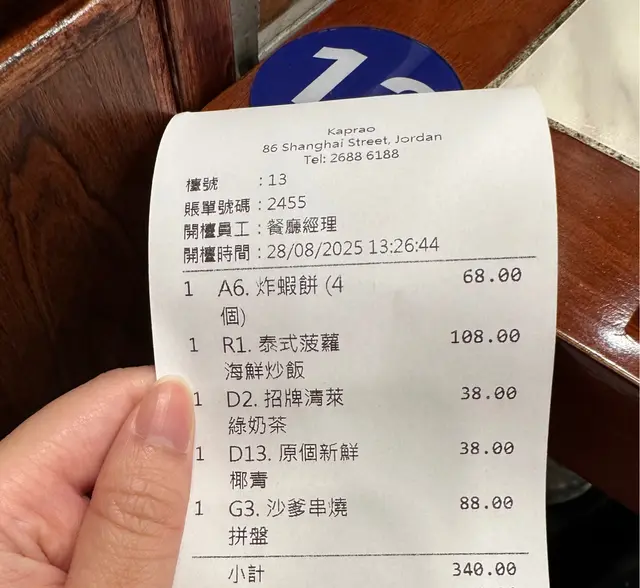 13
Kaprao
86 Shanghai Street, Jordan
Tel: 2688 6188
檯號 : 13
賬單號碼 : 2455
開檯員工 : 餐廳經理
開檯時間 : 28/08/2025 13:26:44
1 A6. 炸蝦餅 (4 68.00
個)
1 R1. 泰式菠蘿 108.00
海鮮炒飯
1 D2. 招牌清萊 38.00
綠奶茶
1 D13. 原個新鮮 38.00
椰青
1 G3. 沙爹串燒 88.00
拼盤
小計 340.00